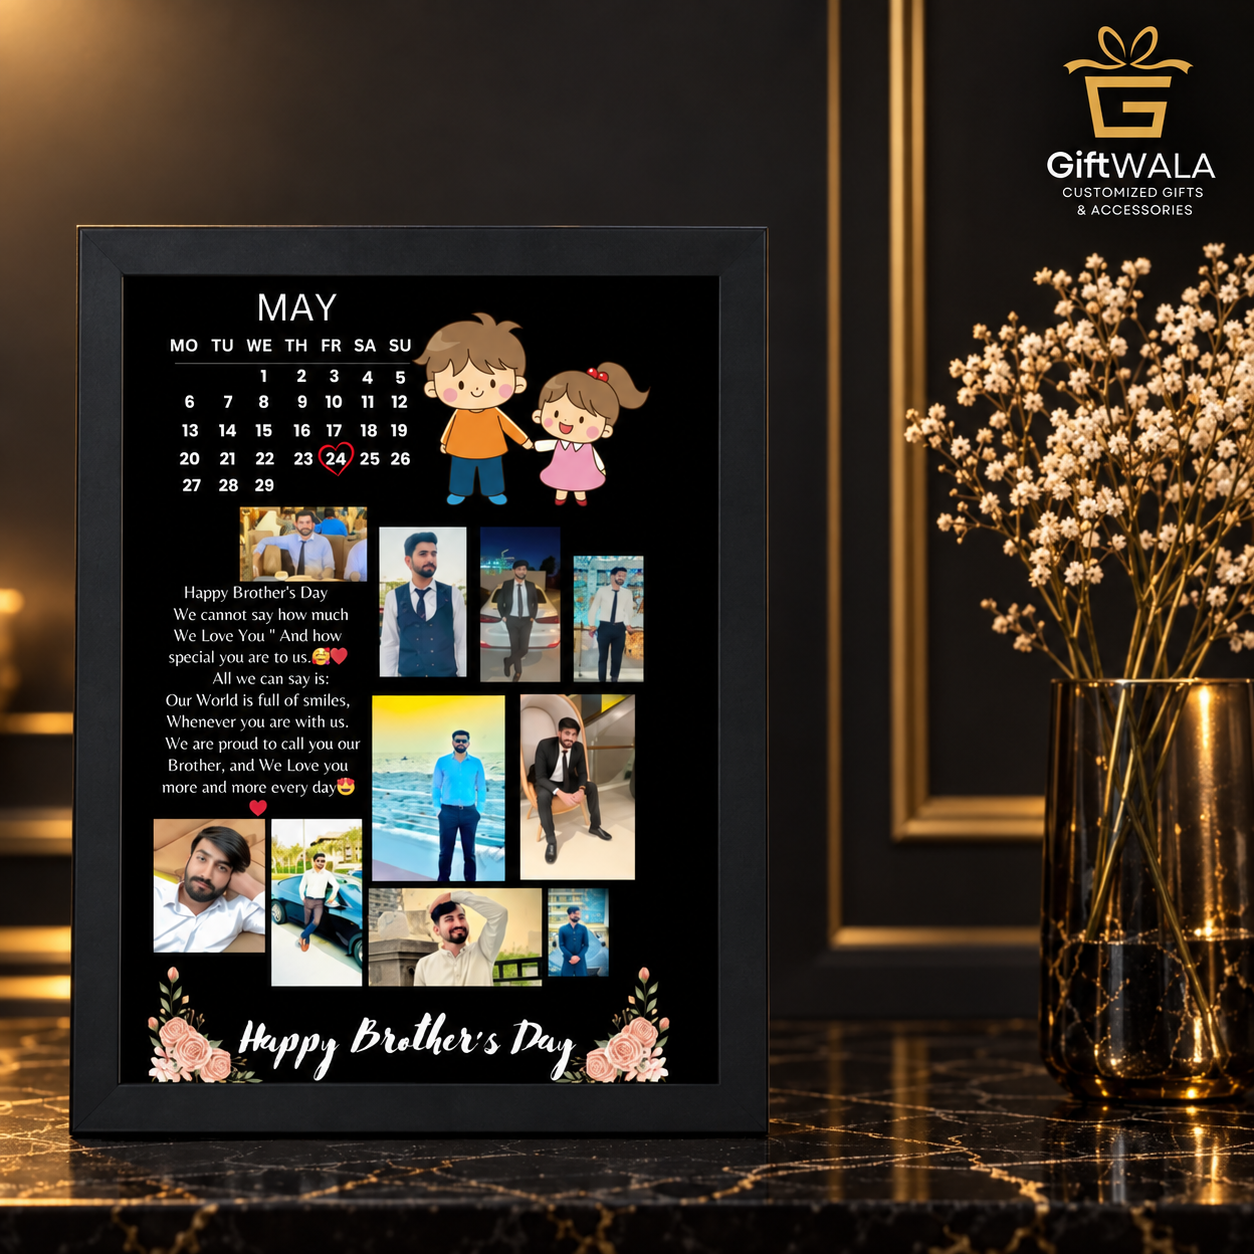 GiftWALA
CUSTOMIZED GIFTS
& ACCESSORIES
MAY
MO TU WE TH FR SA SU
1 2 3 4 5
6 7 8 9 10 11 12
13 14 15 16 17 18 19
20 21 22 23 24 25 26
27 28 29
Happy Brother's Day
We cannot say how much
We Love You " And how
special you are to us.🥰❤️
All we can say is:
Our World is full of smiles,
Whenever you are with us.
We are proud to call you our
Brother, and We Love you
more and more every day😍
❤️
Happy Brother's Day